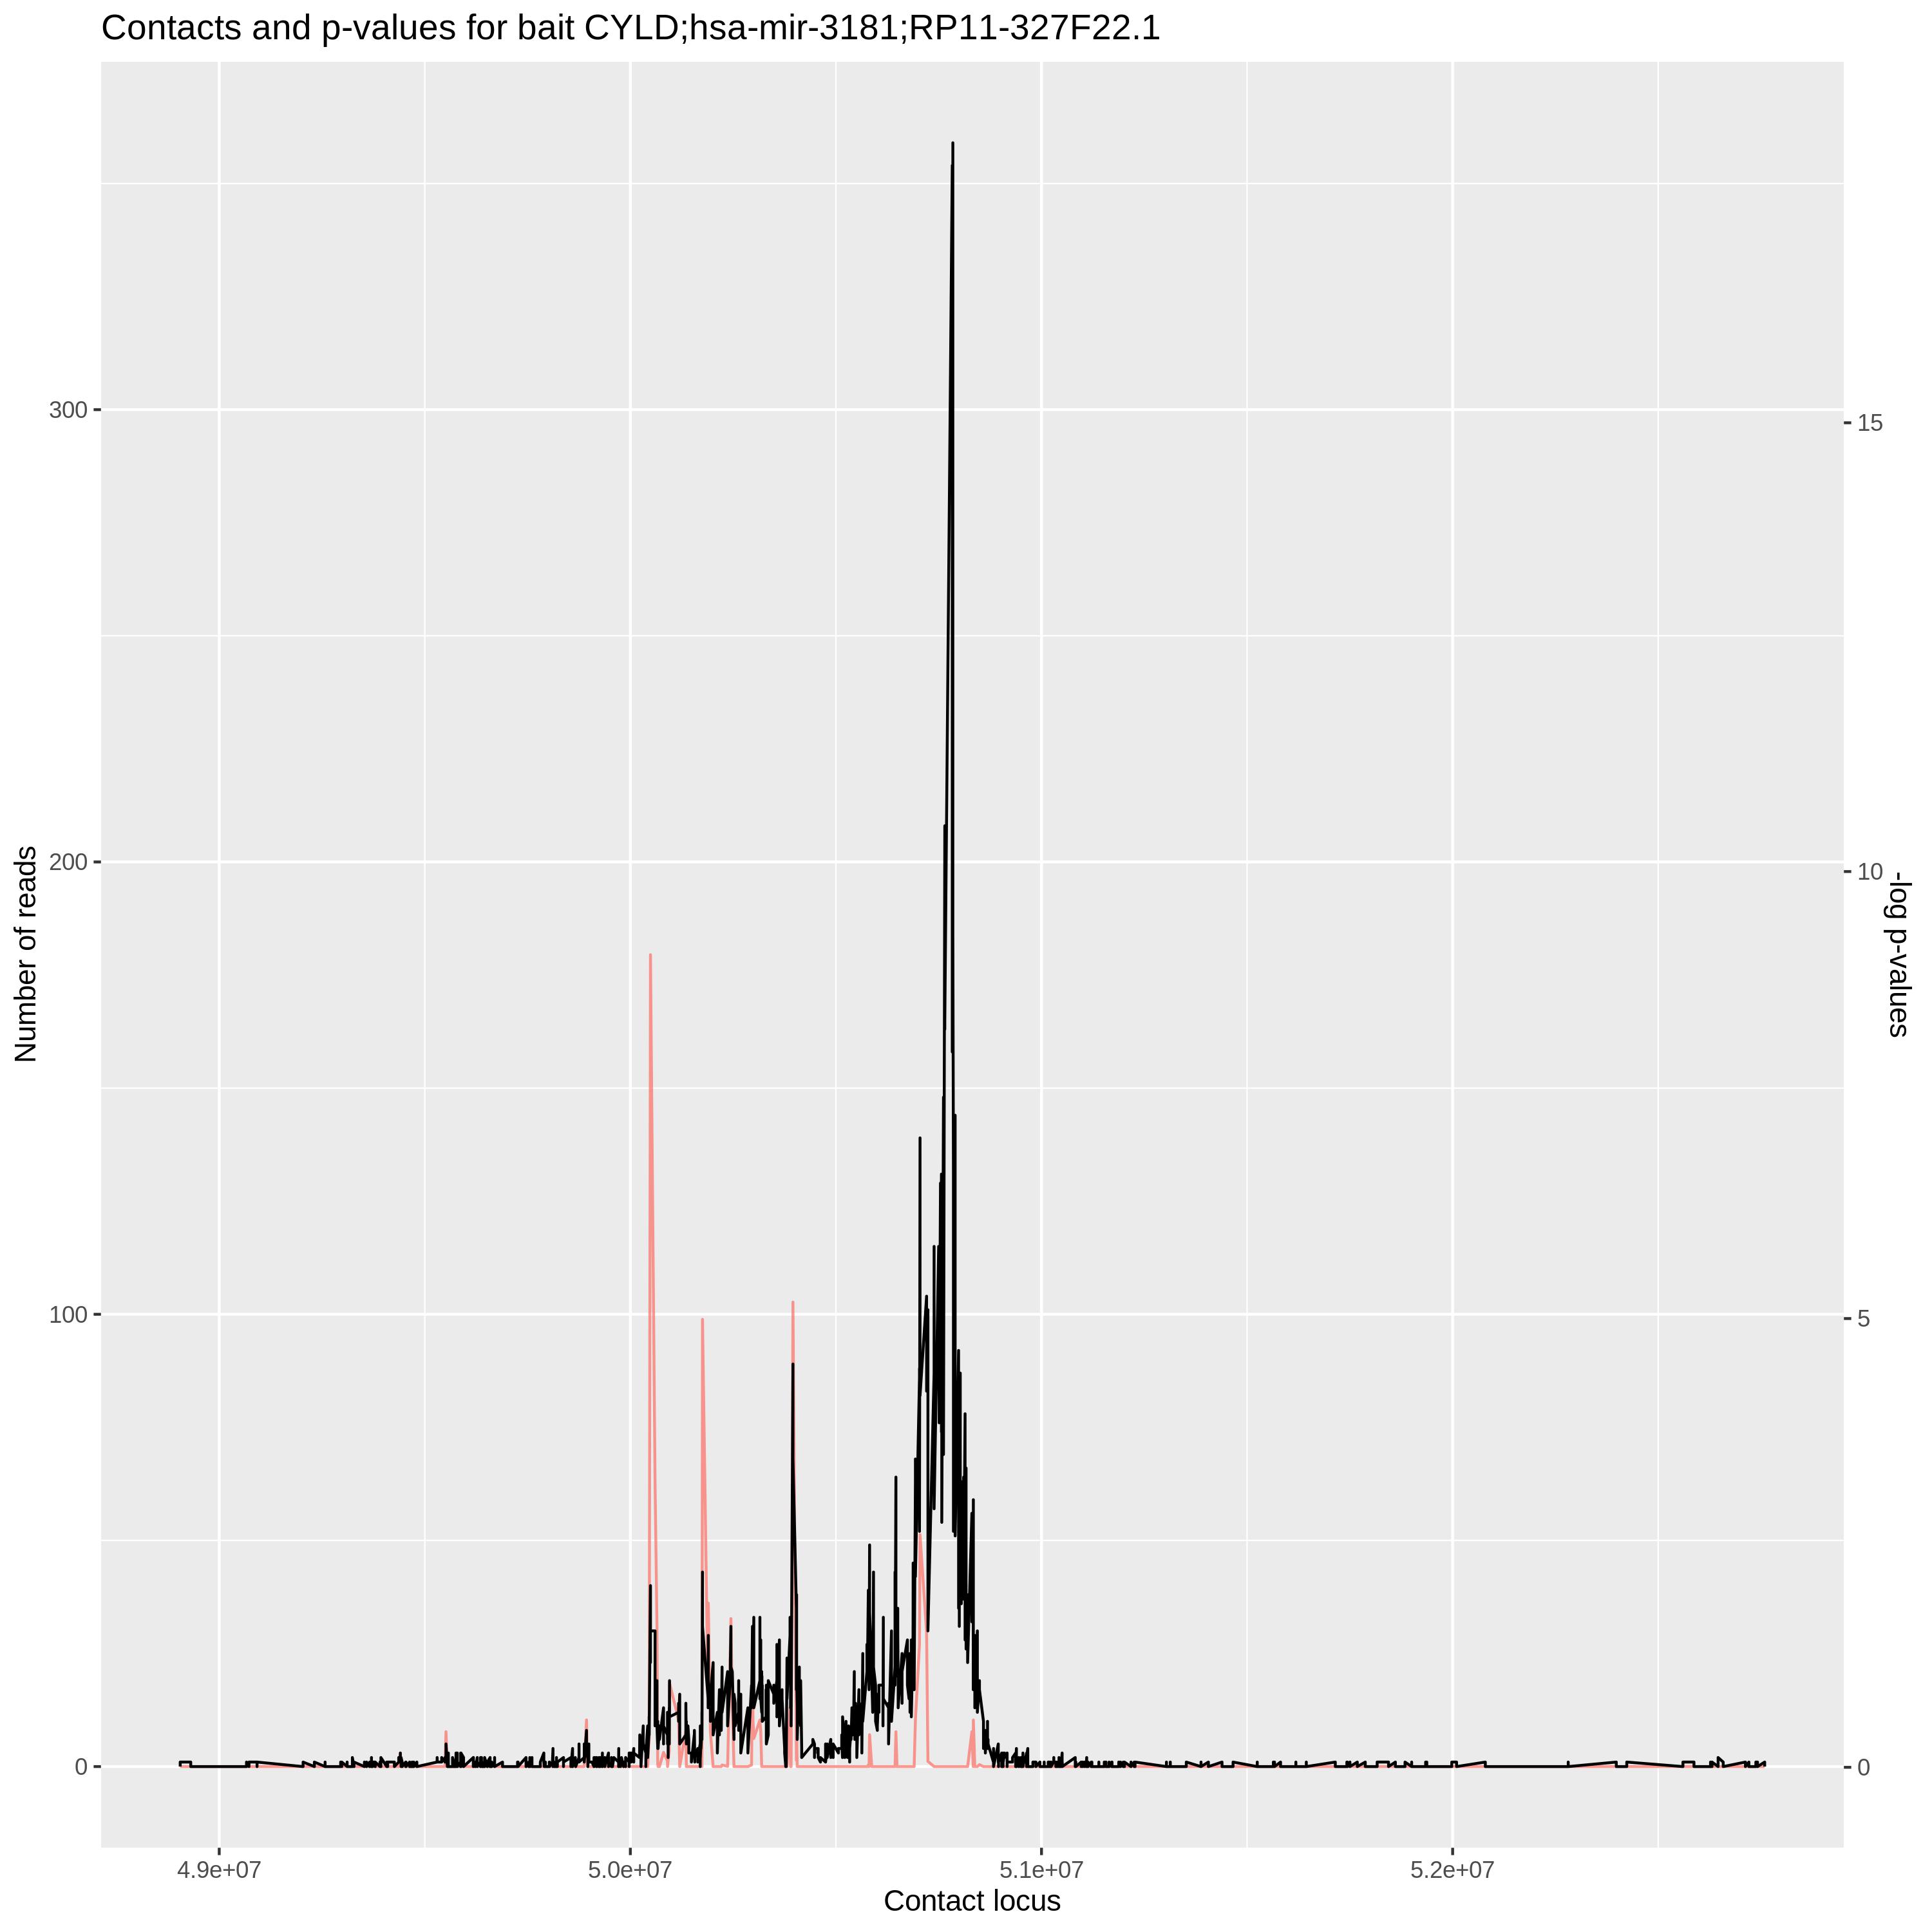 Contacts and p-values for bait CYLD;hsa-mir-3181;RP11-327F22.1
Number of reads
300
200
100
0
15
10
5
0
-log p-values
4.9e+07 5.0e+07 5.1e+07 5.2e+07
Contact locus